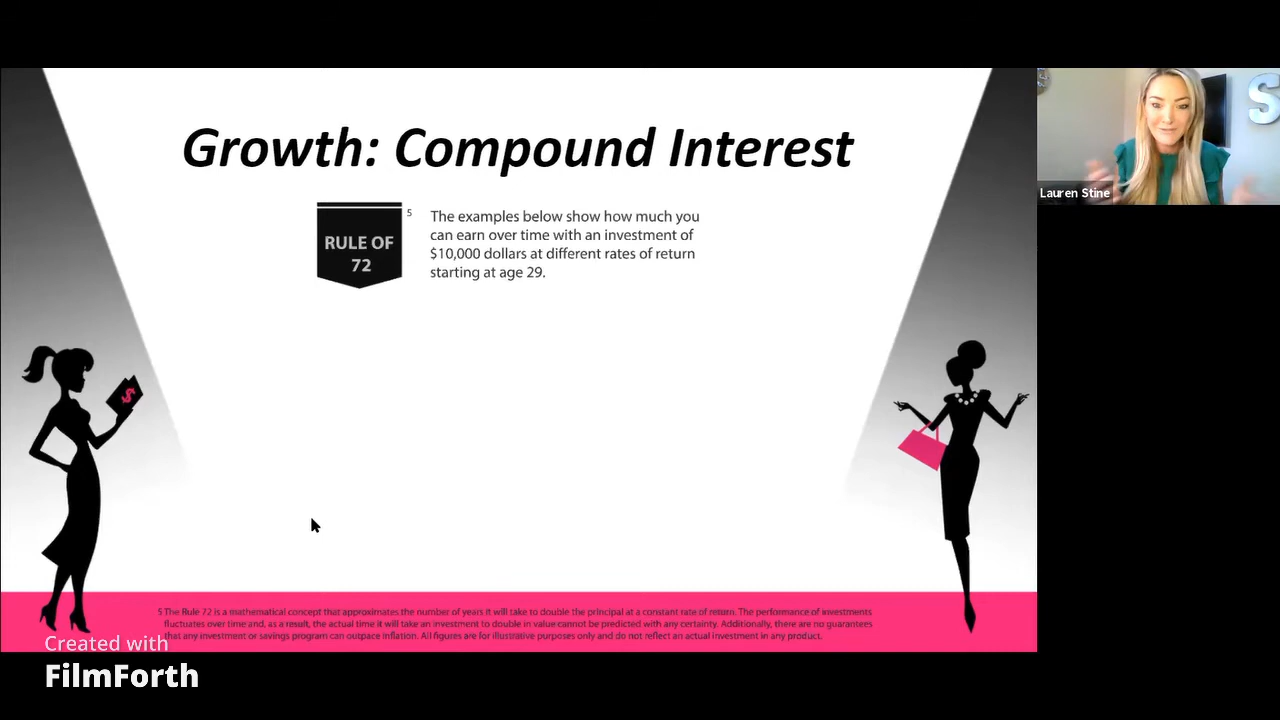 Growth: Compound Interest
RULE OF
72
5
The examples below show how much you
can earn over time with an investment of
$10,000 dollars at different rates of return
starting at age 29.
$
S
Lauren Stine
5 The Rule 72 is a mathematical concept that approximates the number of years it will take to double the principal at a constant rate of return. The performance of investments
fluctuates over time and, as a result, the actual time it will take an investment to double in value cannot be predicted with any certainty. Additionally, there are no guarantees
that any investment or savings program can outpace inflation. All figures are for illustrative purposes only and do not reflect an actual investment in any product.
Created with
FilmForth